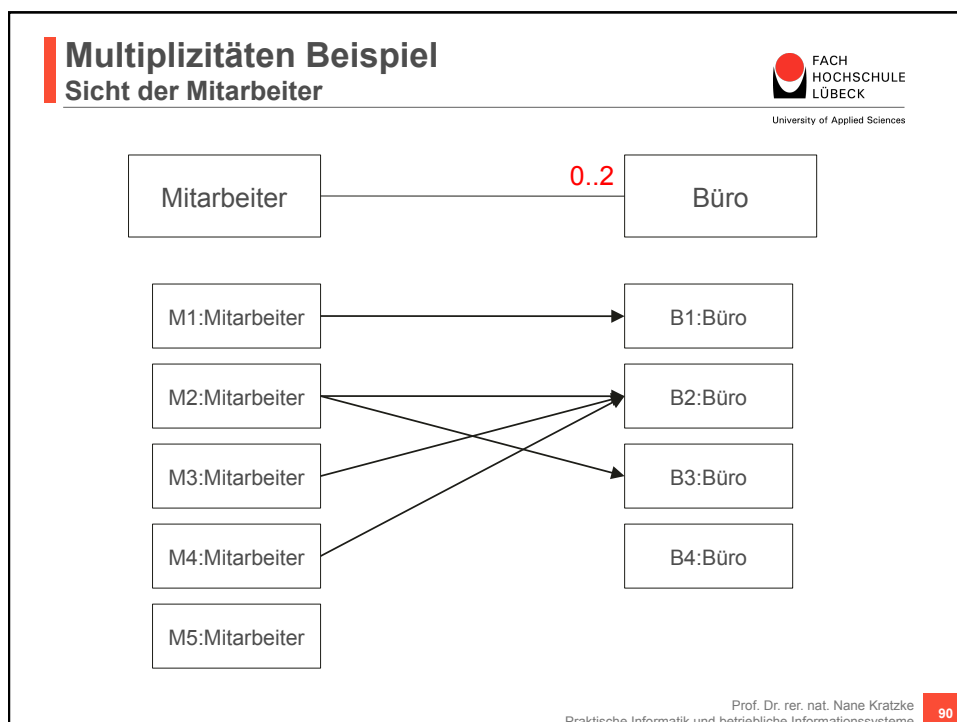 Multiplizitäten Beispiel
Sicht der Mitarbeiter
FACH
HOCHSCHULE
LÜBECK
University of Applied Sciences
Mitarbeiter
0..2
Büro
M1:Mitarbeiter
B1:Büro
M2:Mitarbeiter
B2:Büro
M3:Mitarbeiter
B3:Büro
M4:Mitarbeiter
B4:Büro
M5:Mitarbeiter
Prof. Dr. rer. nat. Nane Kratzke
Praktische Informatik und betriebliche Informationssysteme
90